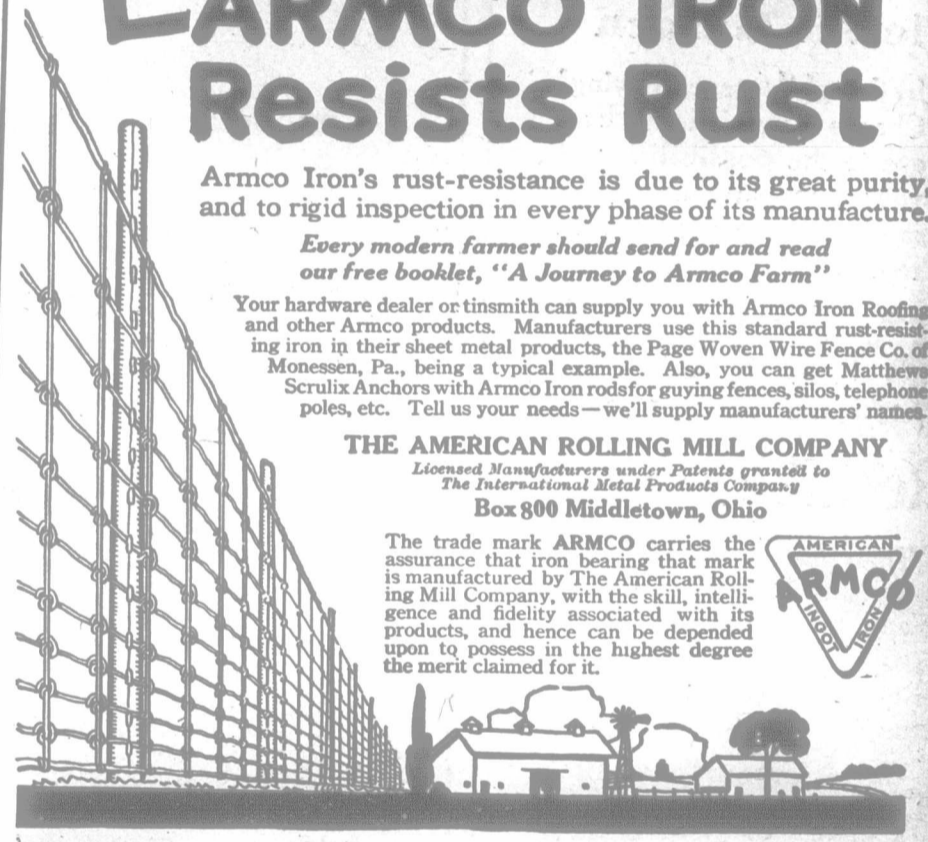 ARMCO IRON
Resists Rust
Armco Iron's rust-resistance is due to its great purity,
and to rigid inspection in every phase of its manufacture.
Every modern farmer should send for and read
our free booklet, "A Journey to Armco Farm"
Your hardware dealer or tinsmith can supply you with Armco Iron Roofing
and other Armco products. Manufacturers use this standard rust-resist-
ing iron in their sheet metal products, the Page Woven Wire Fence Co. of
Monessen, Pa., being a typical example. Also, you can get Matthews
Scrulix Anchors with Armco Iron rods for guying fences, silos, telephone
poles, etc. Tell us your needs—we'll supply manufacturers' names.
THE AMERICAN ROLLING MILL COMPANY
Licensed Manufacturers under Patents granted to
The International Metal Products Company
Box 800 Middletown, Ohio
The trade mark ARMCO carries the
assurance that iron bearing that mark
is manufactured by The American Roll-
ing Mill Company, with the skill, intelli-
gence and fidelity associated with its
products, and hence can be depended
upon to possess in the highest degree
the merit claimed for it.
AMERICAN
ARMCO
INGOT IRON